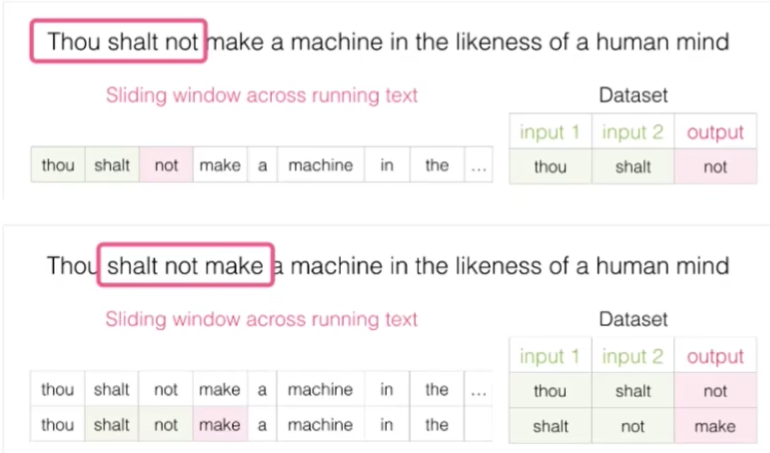 Thou shalt not make a machine in the likeness of a human mind
Sliding window across running text
Dataset
input 1 input 2 output
thou shalt not make a machine in the ...
thou shalt not
Thou shalt not make a machine in the likeness of a human mind
Sliding window across running text
Dataset
input 1 input 2 output
thou shalt not make a machine in the ...
thou shalt not
thou shalt not make a machine in the
shalt not make